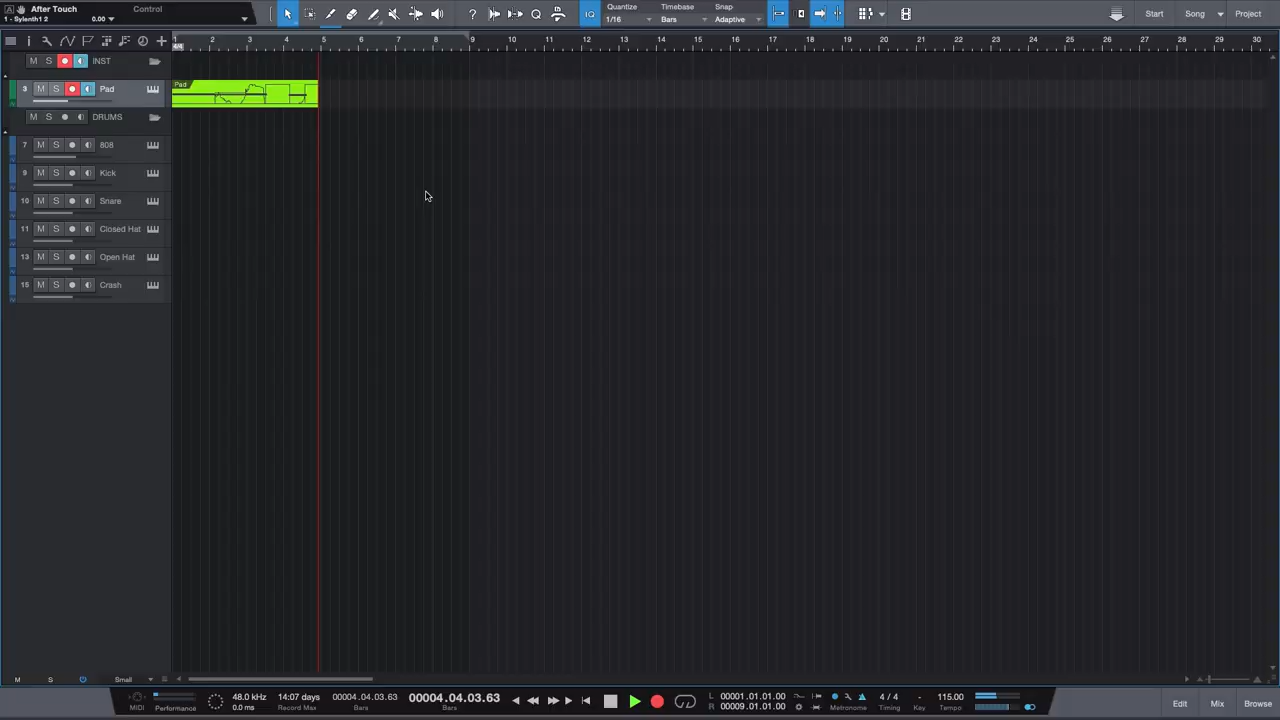 After Touch Control
1 - Sylenth1 2 0.00
Quantize Timebase Snap
1/16 Bars Adaptive
IQ
Start Song Project
1 2 3 4 5 6 7 8 9 10 11 12 13 14 15 16 17 18 19 20 21 22 23 24 25 26 27 28 29 30
4/4
M S INST
3 M S Pad
Pad
M S DRUMS
7 M S 808
9 M S Kick
10 M S Snare
11 M S Closed Hat
13 M S Open Hat
15 M S Crash
M S Small
MIDI Performance
48.0 kHz 14:07 days 00004.04.03.63 00004.04.03.63
0.0 ms Record Max Bars Bars
L 00001.01.01.00
R 00009.01.01.00
4 / 4 115.00
Metronome Timing Key Tempo
Edit Mix Browse